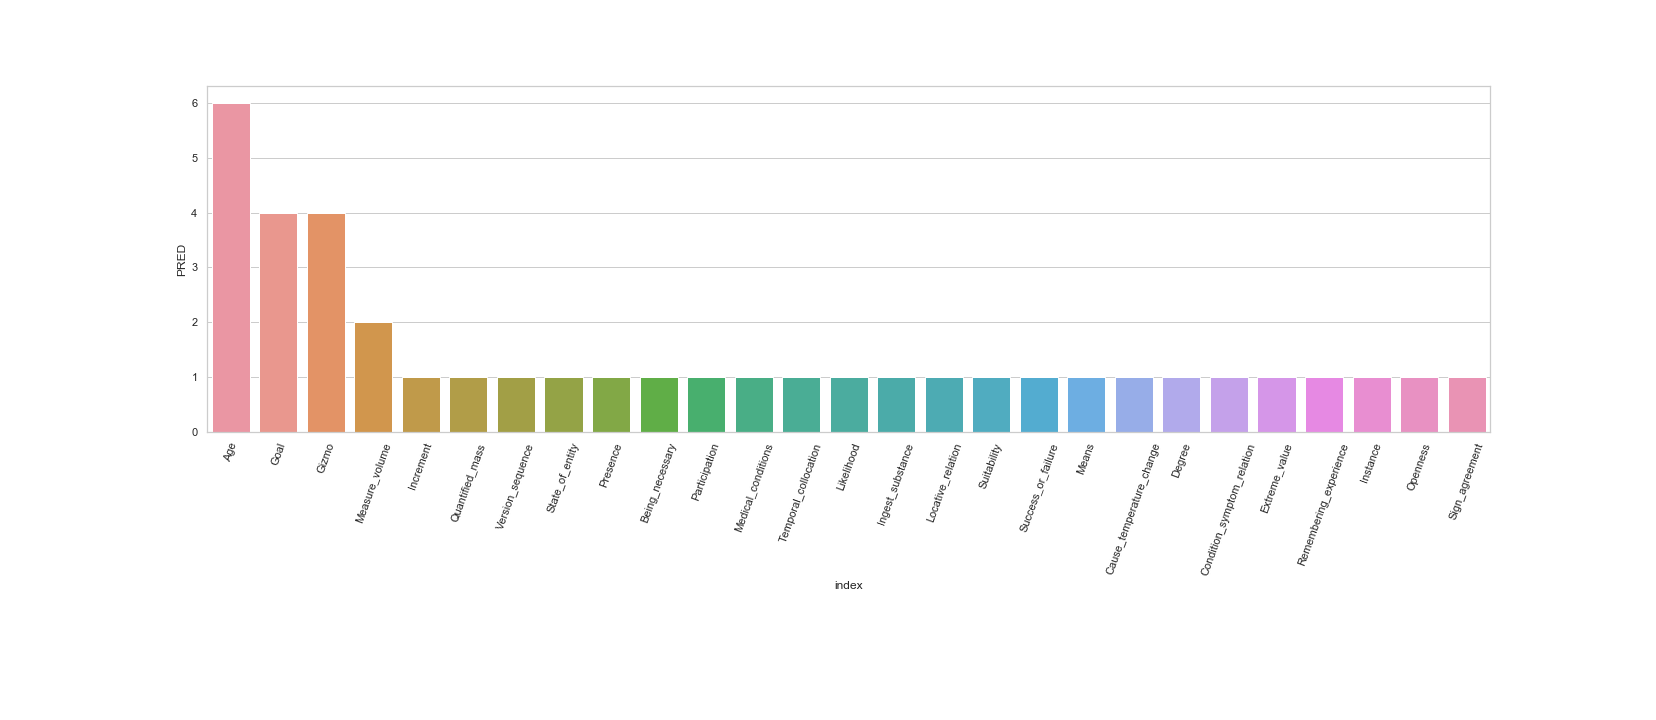 6
5
4
3
2
1
0
PRED
Age
Goal
Gizmo
Measure_volume
Increment
Quantified_mass
Version_sequence
State_of_entity
Presence
Being_necessary
Participation
Medical_conditions
Temporal_collocation
Likelihood
Ingest_substance
Locative_relation
Suitability
Success_or_failure
Means
Cause_temperature_change
Degree
Condition_symptom_relation
Extreme_value
Remembering_experience
Instance
Openness
Sign_agreement
index